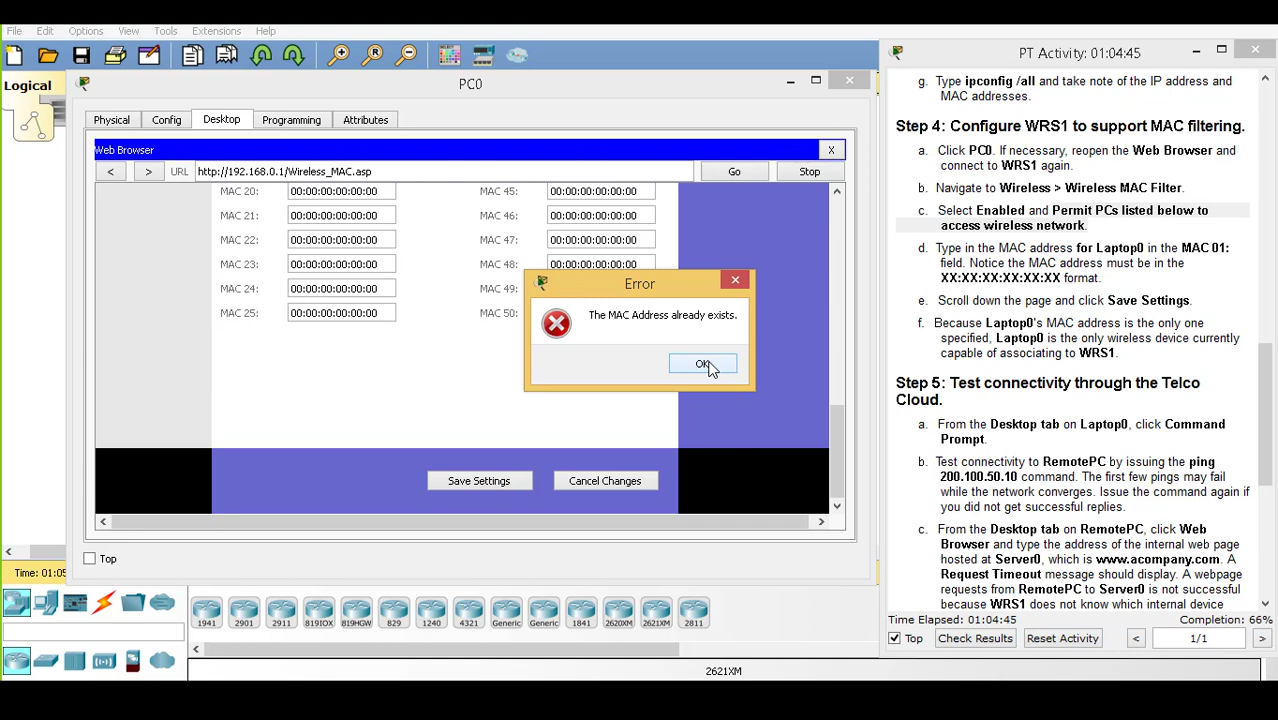 File Edit Options View Tools Extensions Help
Logical
PC0
Physical Config Desktop Programming Attributes
Web Browser X
< > URL http://192.168.0.1/Wireless_MAC.asp Go Stop
MAC 20: 00:00:00:00:00:00 MAC 45: 00:00:00:00:00:00
MAC 21: 00:00:00:00:00:00 MAC 46: 00:00:00:00:00:00
MAC 22: 00:00:00:00:00:00 MAC 47: 00:00:00:00:00:00
MAC 23: 00:00:00:00:00:00 MAC 48: 00:00:00:00:00:00
MAC 24: 00:00:00:00:00:00 MAC 49:
MAC 25: 00:00:00:00:00:00 MAC 50:
Error
The MAC Address already exists.
OK
Save Settings Cancel Changes
Top
Time: 01:05
1941 2901 2911 819IOX 819HGW 829 1240 4321 Generic Generic 1841 2620XM 2621XM 2811
2621XM
PT Activity: 01:04:45
g. Type ipconfig /all and take note of the IP address and
MAC addresses.
Step 4: Configure WRS1 to support MAC filtering.
a. Click PC0. If necessary, reopen the Web Browser and
connect to WRS1 again.
b. Navigate to Wireless > Wireless MAC Filter.
c. Select Enabled and Permit PCs listed below to
access wireless network.
d. Type in the MAC address for Laptop0 in the MAC 01:
field. Notice the MAC address must be in the
XX:XX:XX:XX:XX:XX format.
e. Scroll down the page and click Save Settings.
f. Because Laptop0's MAC address is the only one
specified, Laptop0 is the only wireless device currently
capable of associating to WRS1.
Step 5: Test connectivity through the Telco
Cloud.
a. From the Desktop tab on Laptop0, click Command
Prompt.
b. Test connectivity to RemotePC by issuing the ping
200.100.50.10 command. The first few pings may fail
while the network converges. Issue the command again if
you did not get successful replies.
c. From the Desktop tab on RemotePC, click Web
Browser and type the address of the internal web page
hosted at Server0, which is www.acompany.com. A
Request Timeout message should display. A webpage
requests from RemotePC to Server0 is not successful
because WRS1 does not know which internal device
Time Elapsed: 01:04:45 Completion: 66%
Top Check Results Reset Activity < 1/1 >